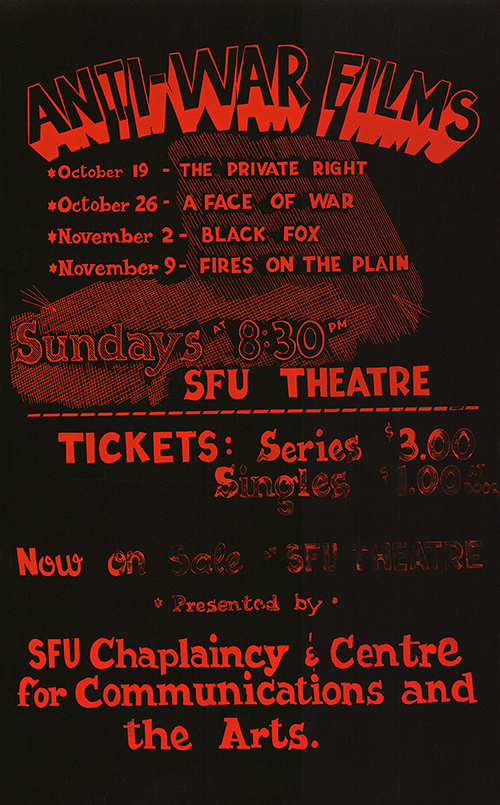 ANTI-WAR FILMS
*October 19 - THE PRIVATE RIGHT
*October 26 - A FACE OF WAR
*November 2 - BLACK FOX
*November 9 - FIRES ON THE PLAIN
Sundays AT 8:30 PM
SFU THEATRE
TICKETS: Series $3.00
Singles $1.00 AT DOOR
Now on Sale * SFU THEATRE
* Presented by *
SFU Chaplaincy & Centre
for Communications and
the Arts.